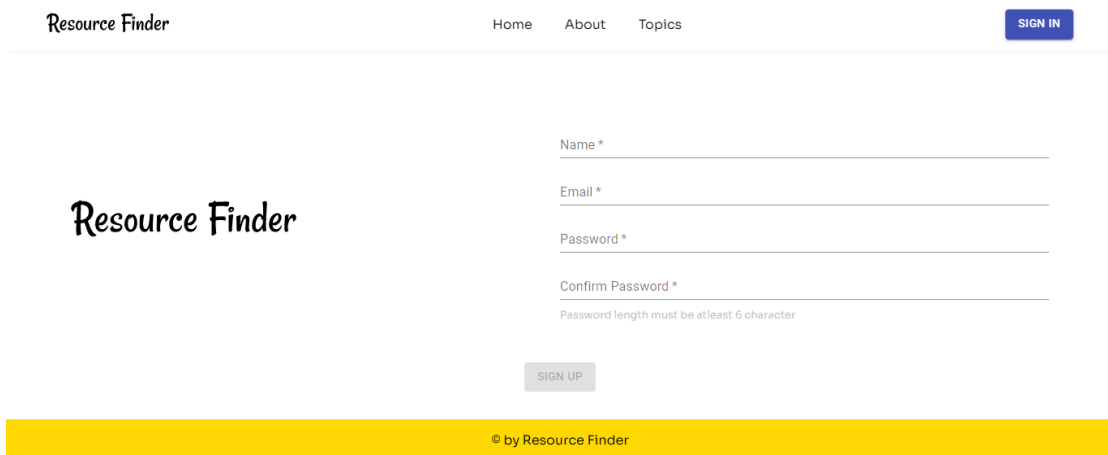 Resource Finder
Home About Topics
SIGN IN
Resource Finder
Name *
Email *
Password *
Confirm Password *
Password length must be atleast 6 character
SIGN UP
© by Resource Finder